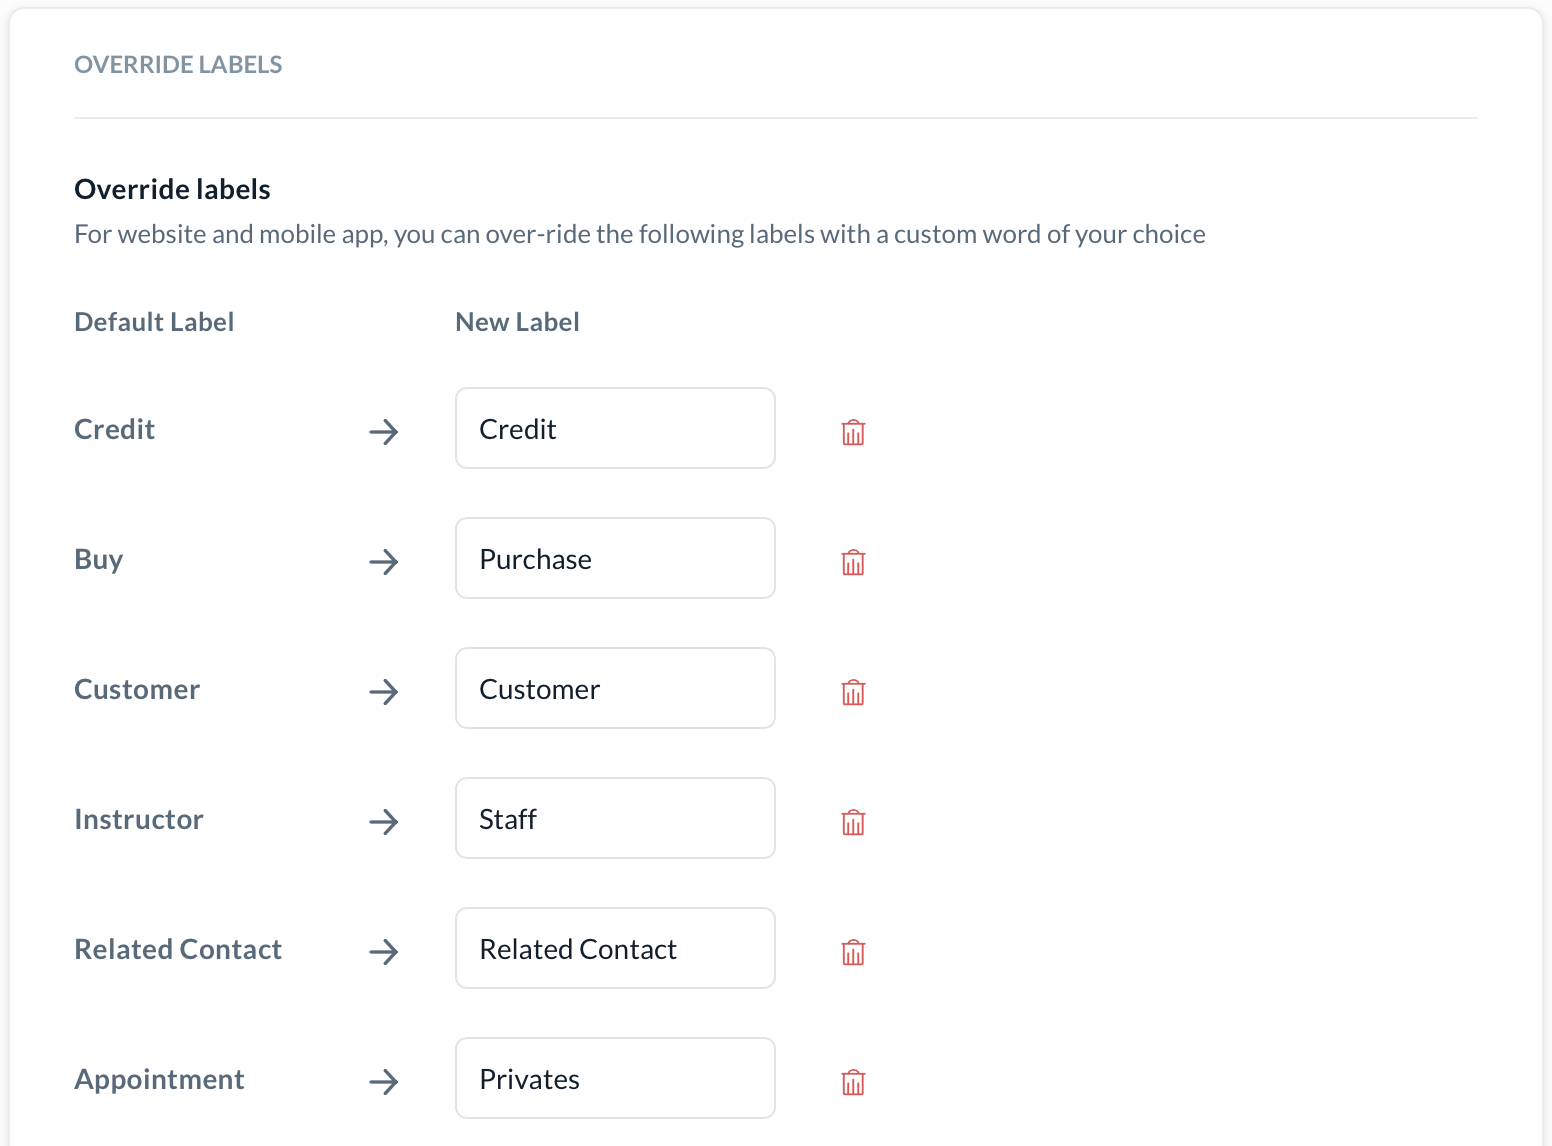 OVERRIDE LABELS
Override labels
For website and mobile app, you can over-ride the following labels with a custom word of your choice
Default Label New Label
Credit Credit
Buy Purchase
Customer Customer
Instructor Staff
Related Contact Related Contact
Appointment Privates